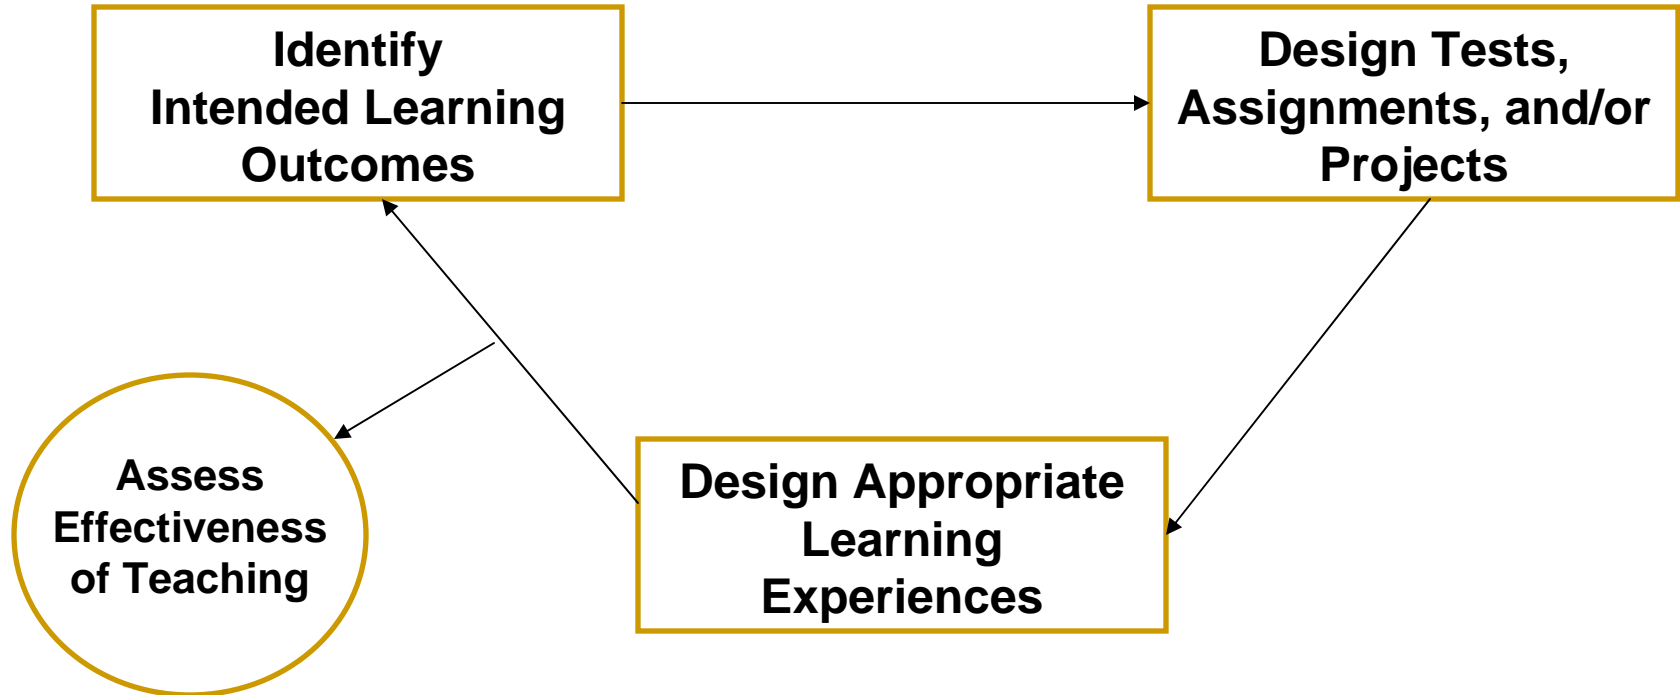 Identify
Intended Learning
Outcomes
Design Tests,
Assignments, and/or
Projects
Assess
Effectiveness
of Teaching
Design Appropriate
Learning
Experiences